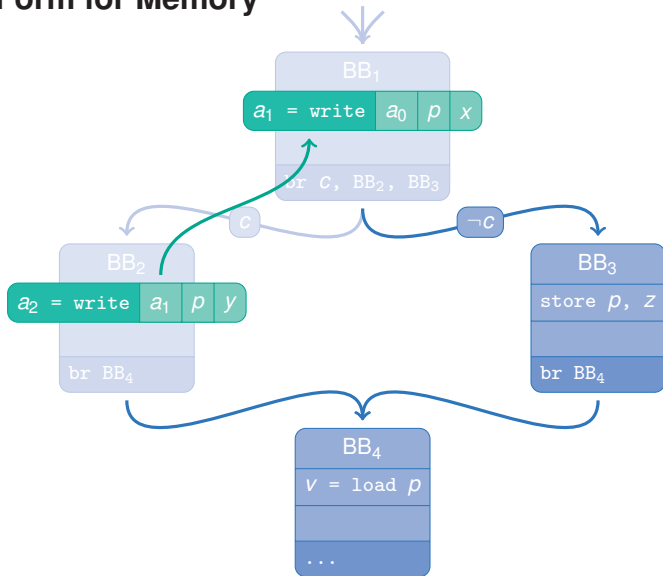 Form for Memory
BB₁
a₁ = write a₀ p x
br c, BB₂, BB₃
c
¬c
BB₂
a₂ = write a₁ p y
br BB₄
BB₃
store p, z
br BB₄
BB₄
v = load p
...